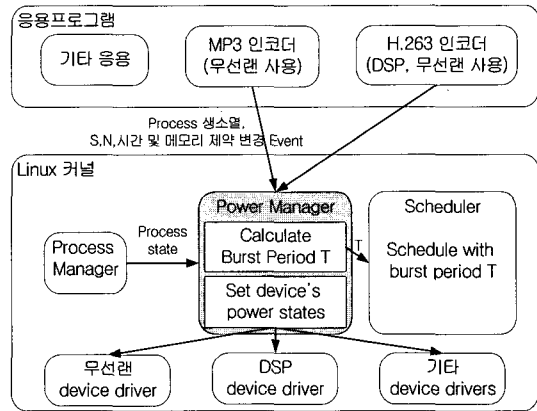 응용프로그램
기타 응용
MP3 인코더
(무선랜 사용)
H.263 인코더
(DSP, 무선랜 사용)
Process 생소멸,
S,N,시간 및 메모리 제약 변경 Event
Linux 커널
Process
Manager
Process
state
Power Manager
Calculate
Burst Period T
Set device's
power states
T
Scheduler
Schedule with
burst period T
무선랜
device driver
DSP
device driver
기타
device drivers